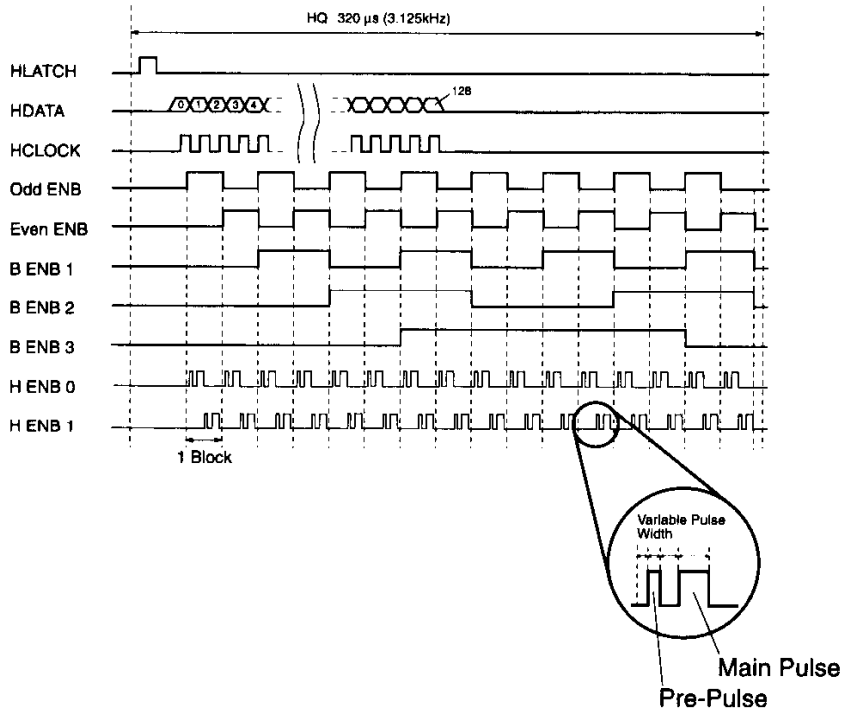 HQ 320 µs (3.125kHz)
HLATCH
HDATA
0 1 2 3 4
128
HCLOCK
Odd ENB
Even ENB
B ENB 1
B ENB 2
B ENB 3
H ENB 0
H ENB 1
1 Block
Variable Pulse
Width
Main Pulse
Pre-Pulse